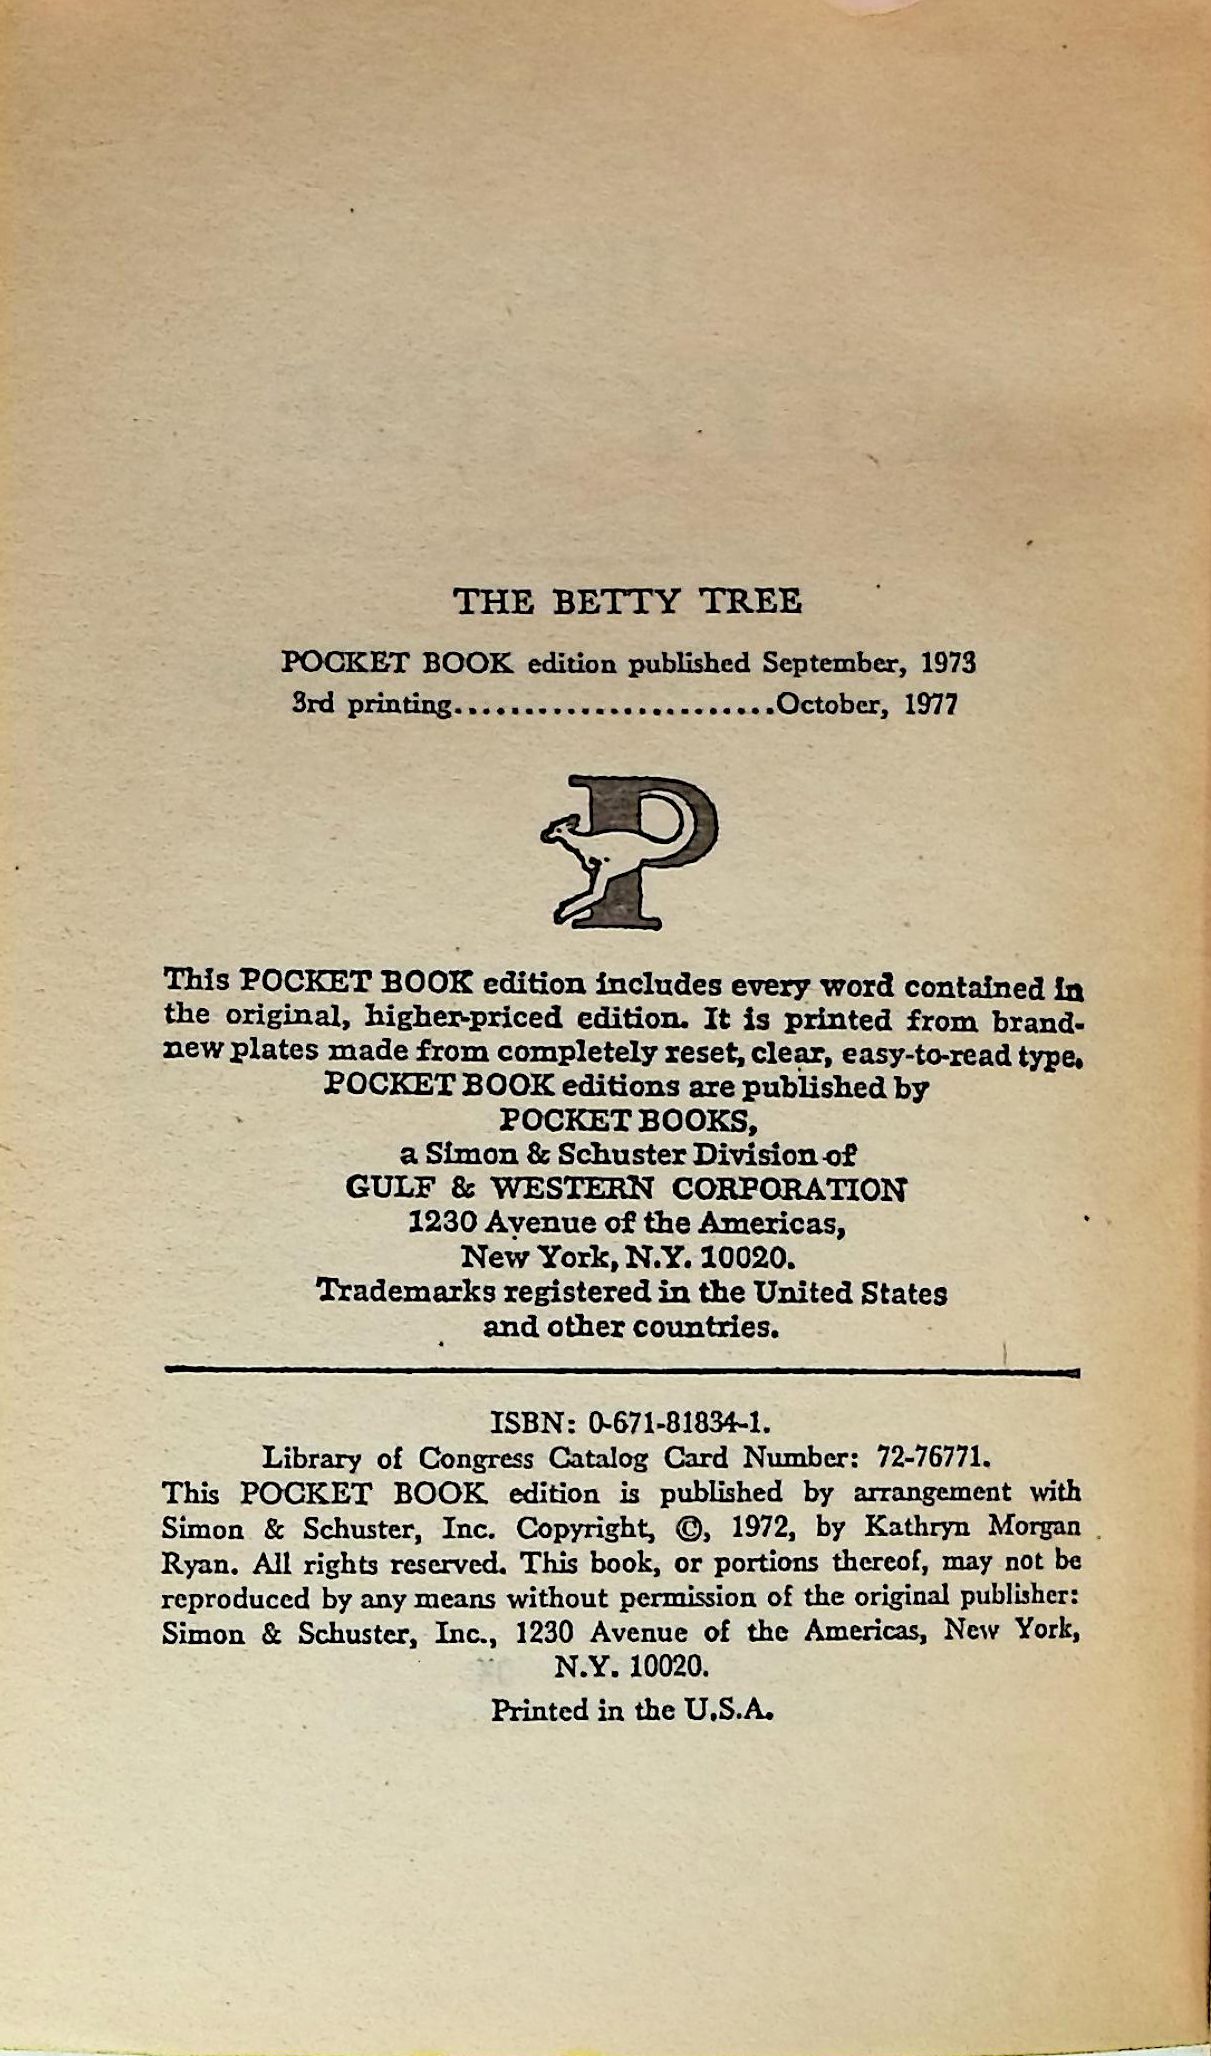 THE BETTY TREE
POCKET BOOK edition published September, 1973
3rd printing.......................October, 1977
P
This POCKET BOOK edition includes every word contained in
the original, higher-priced edition. It is printed from brand-
new plates made from completely reset, clear, easy-to-read type.
POCKET BOOK editions are published by
POCKET BOOKS,
a Simon & Schuster Division of
GULF & WESTERN CORPORATION
1230 Avenue of the Americas,
New York, N.Y. 10020.
Trademarks registered in the United States
and other countries.
ISBN: 0-671-81834-1.
Library of Congress Catalog Card Number: 72-76771.
This POCKET BOOK edition is published by arrangement with
Simon & Schuster, Inc. Copyright, ©, 1972, by Kathryn Morgan
Ryan. All rights reserved. This book, or portions thereof, may not be
reproduced by any means without permission of the original publisher:
Simon & Schuster, Inc., 1230 Avenue of the Americas, New York,
N.Y. 10020.
Printed in the U.S.A.